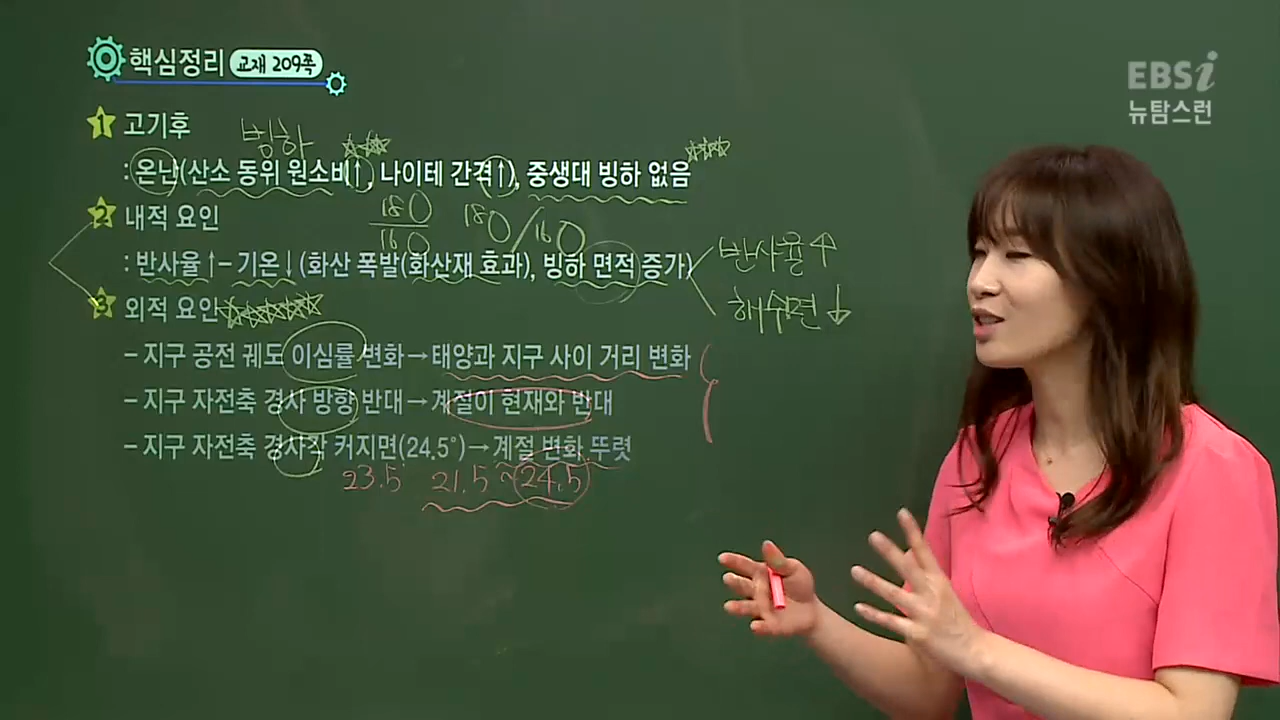 핵심정리 교재 209쪽
EBSi
뉴탐스런
1 고기후
빙하
: 온난(산소 동위 원소비↑, 나이테 간격↑), 중생대 빙하 없음
2 내적 요인
18O/16O 18O/16O
: 반사율↑- 기온↓(화산 폭발(화산재 효과), 빙하 면적 증가)
반사율↑
해수면↓
3 외적 요인
- 지구 공전 궤도 이심률 변화→태양과 지구 사이 거리 변화
- 지구 자전축 경사 방향 반대→계절이 현재와 반대
- 지구 자전축 경사각 커지면(24.5°)→계절 변화 뚜렷
23.5° 21.5~24.5°